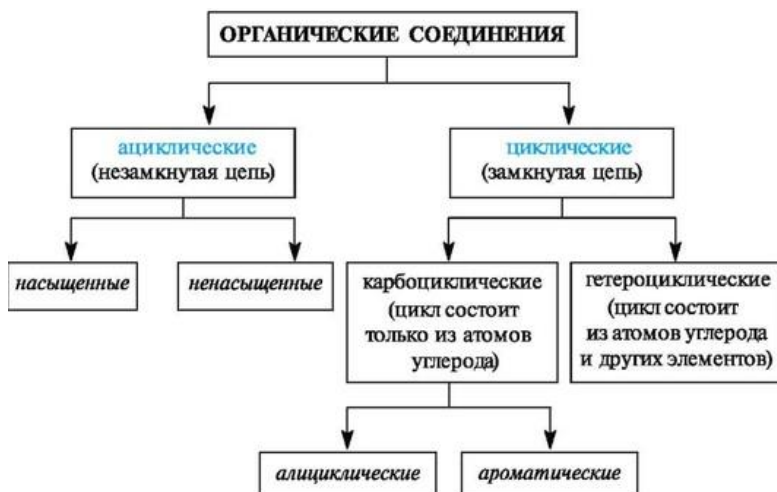 ОРГАНИЧЕСКИЕ СОЕДИНЕНИЯ
ациклические
(незамкнутая цепь)
циклические
(замкнутая цепь)
насыщенные
ненасыщенные
карбоциклические
(цикл состоит
только из атомов
углерода)
гетероциклические
(цикл состоит
из атомов углерода
и других элементов)
алициклические
ароматические